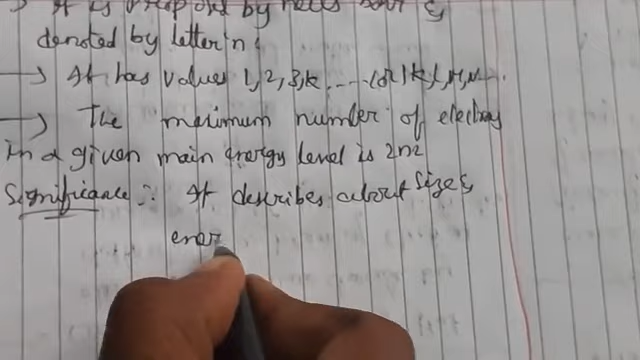 It is proposed by Neils Bohr &
denoted by letter 'n'.
→ It has values 1, 2, 3, ..... (or) K, L, M, N....
→ The maximum number of electrons
in a given main energy level is 2n2
Significance :- It describes about size &
ener